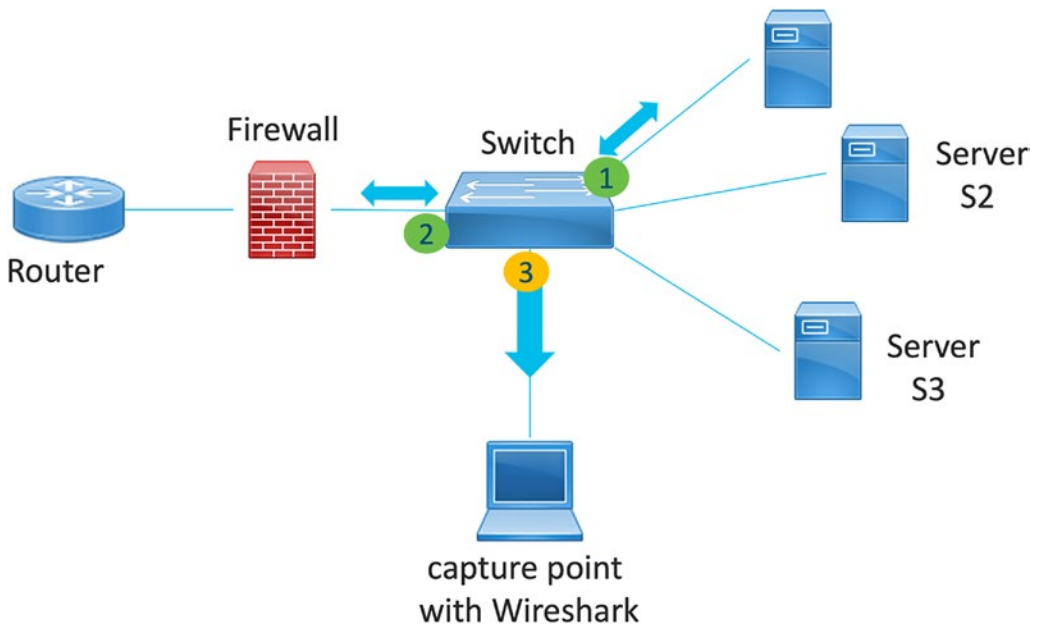 Firewall
Switch
1
Server
S2
2
Router
3
Server
S3
capture point
with Wireshark